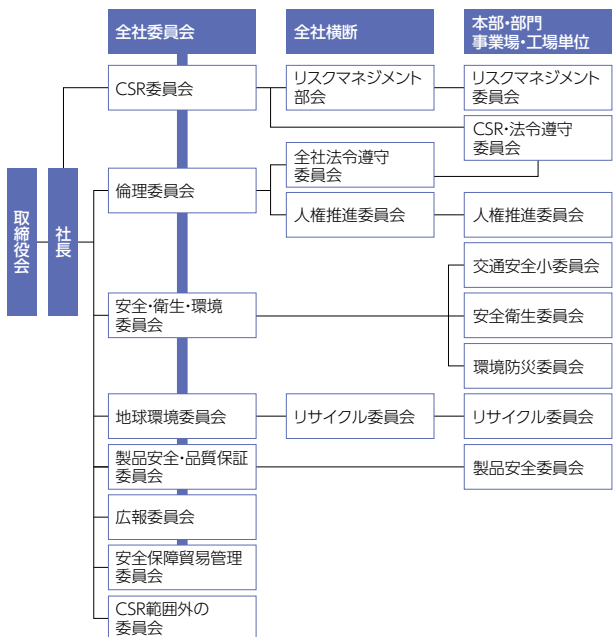 全社委員会
全社横断
本部・部門
事業場・工場単位
CSR委員会
リスクマネジメント
部会
リスクマネジメント
委員会
CSR・法令遵守
委員会
全社法令遵守
委員会
倫理委員会
人権推進委員会
人権推進委員会
取締役会
社長
交通安全小委員会
安全・衛生・環境
委員会
安全衛生委員会
環境防災委員会
地球環境委員会
リサイクル委員会
リサイクル委員会
製品安全・品質保証
委員会
製品安全委員会
広報委員会
安全保障貿易管理
委員会
CSR範囲外の
委員会